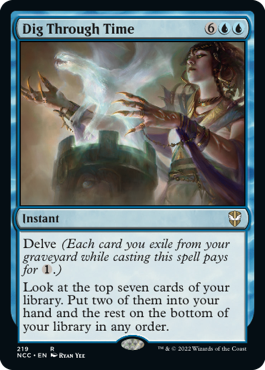 Dig Through Time 6
Instant
Delve (Each card you exile from your
graveyard while casting this spell pays
for 1.)
Look at the top seven cards of your
library. Put two of them into your
hand and the rest on the bottom of
your library in any order.
219 R
NCC • EN Ryan Yee
™ & © 2022 Wizards of the Coast